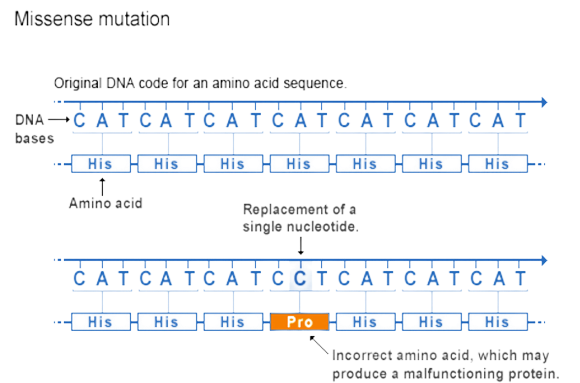 Missense mutation
Original DNA code for an amino acid sequence.
DNA bases
C A T C A T C A T C A T C A T C A T C A T
His His His His His His His
Amino acid
Replacement of a
single nucleotide.
C A T C A T C A T C C T C A T C A T C A T
His His His Pro His His His
Incorrect amino acid, which may
produce a malfunctioning protein.